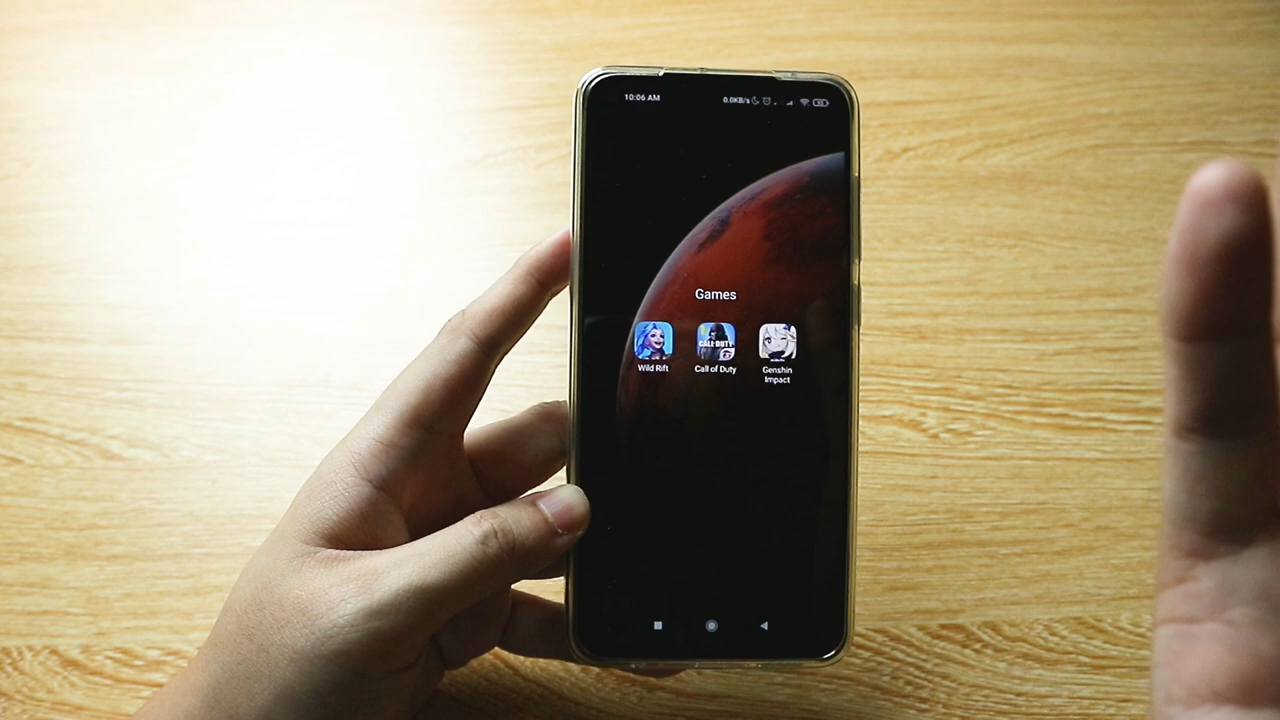 10:06 AM 0.0KB/s
Games
CALL·DUTY
Wild Rift Call of Duty Genshin
Impact